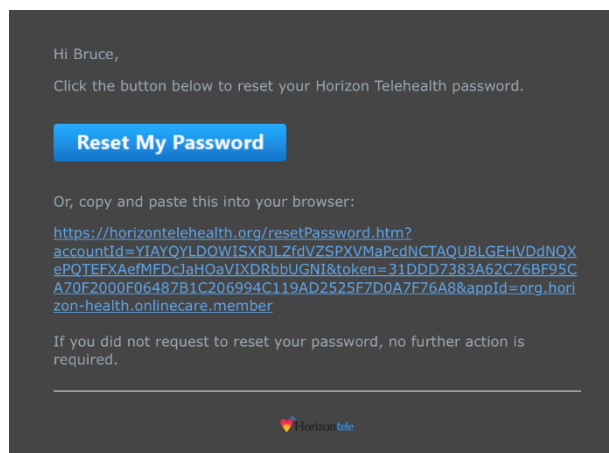 Hi Bruce,
Click the button below to reset your Horizon Telehealth password.
Reset My Password
Or, copy and paste this into your browser:
https://horizontelehealth.org/resetPassword.htm?
accountId=YIAYQYLDOWISXRJLZfdVZSPXVMaPcdNCTAQUBLGEHVDdNQX
ePQTEFXAefMFDcJaHOaVIXDRbbUGNI&token=31DDD7383A62C76BF95C
A70F2000F06487B1C206994C119AD2525F7D0A7F76A8&appId=org.hori
zon-health.onlinecare.member
If you did not request to reset your password, no further action is
required.
Horizon tele